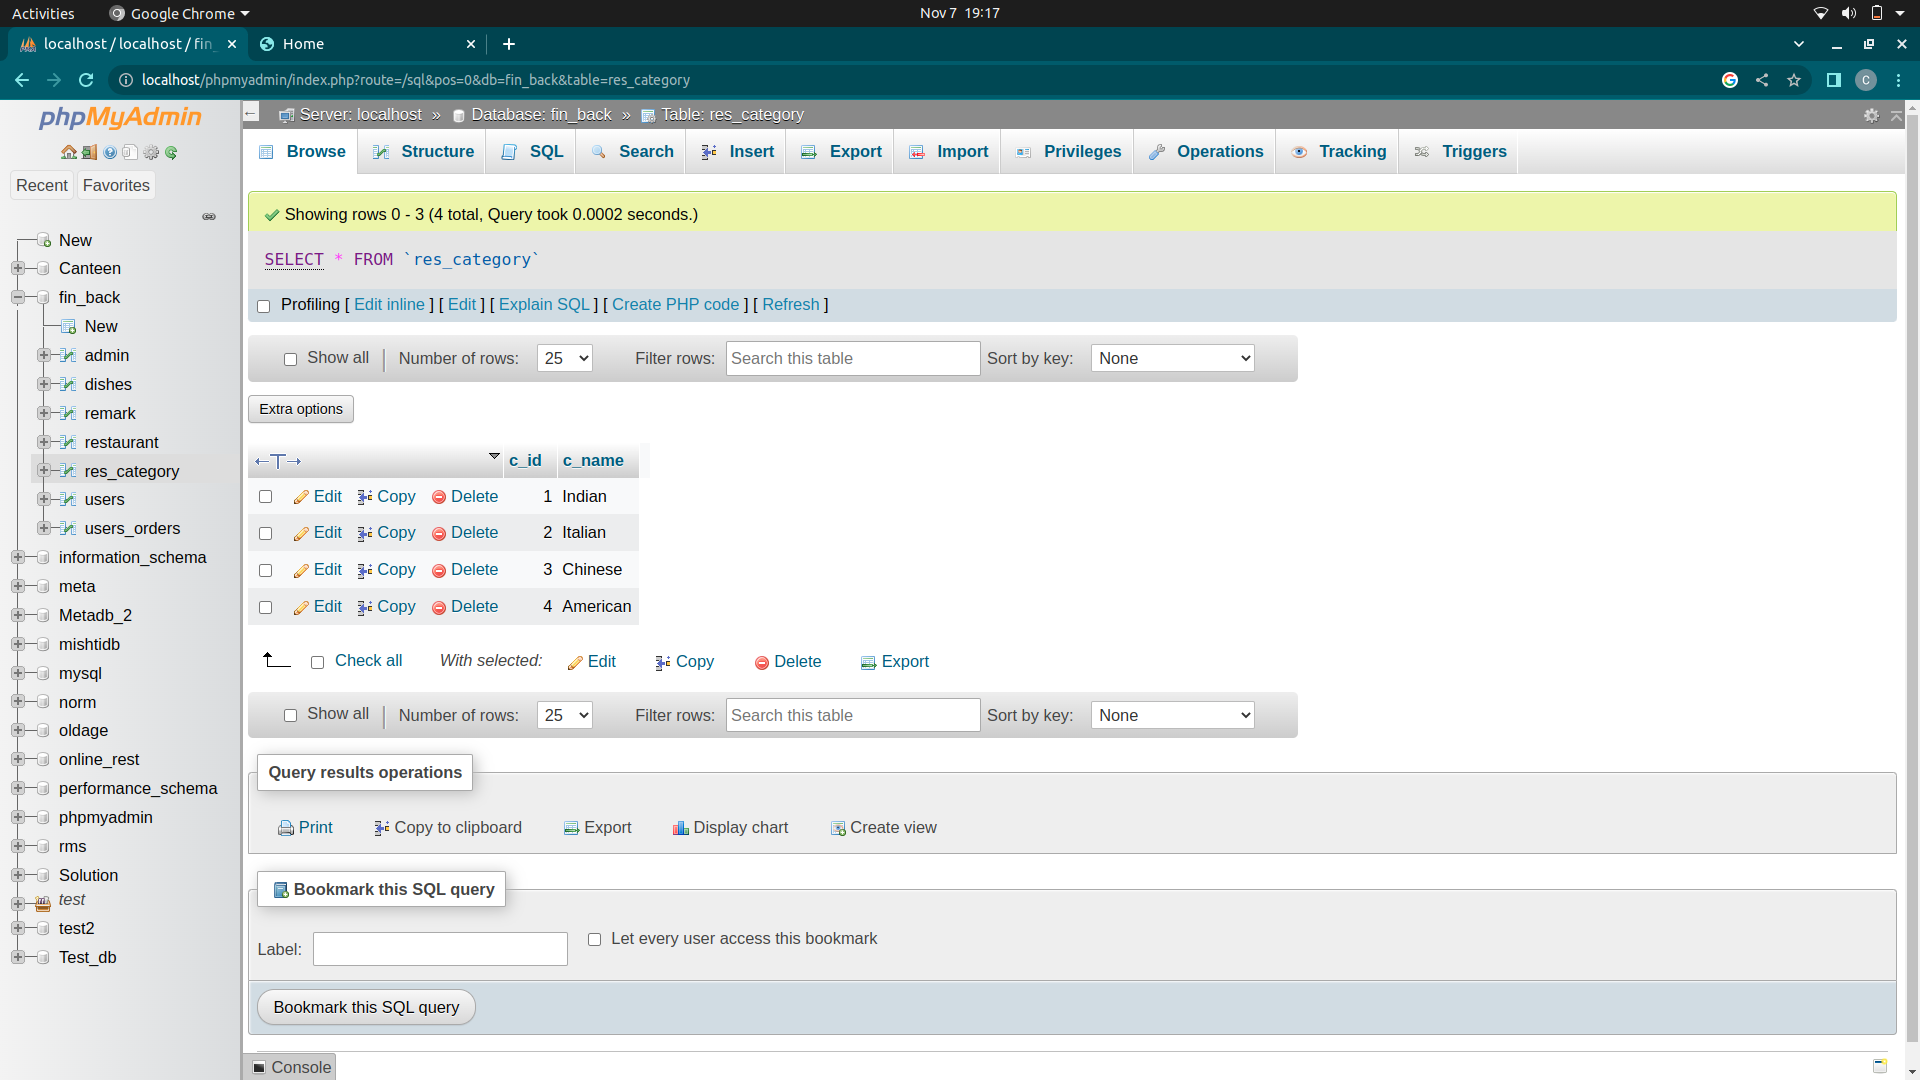 Activities Google Chrome Nov 7 19:17
localhost / localhost / fin_ Home
localhost/phpmyadmin/index.php?route=/sql&pos=0&db=fin_back&table=res_category C
phpMyAdmin
Recent Favorites
New
Canteen
fin_back
New
admin
dishes
remark
restaurant
res_category
users
users_orders
information_schema
meta
Metadb_2
mishtidb
mysql
norm
oldage
online_rest
performance_schema
phpmyadmin
rms
Solution
test
test2
Test_db
Server: localhost » Database: fin_back » Table: res_category
Browse Structure SQL Search Insert Export Import Privileges Operations Tracking Triggers
Showing rows 0 - 3 (4 total, Query took 0.0002 seconds.)
SELECT * FROM `res_category`
Profiling [ Edit inline ] [ Edit ] [ Explain SQL ] [ Create PHP code ] [ Refresh ]
Show all | Number of rows: 25 Filter rows: Search this table Sort by key: None
Extra options
←T→ c_id c_name
Edit Copy Delete 1 Indian
Edit Copy Delete 2 Italian
Edit Copy Delete 3 Chinese
Edit Copy Delete 4 American
Check all With selected: Edit Copy Delete Export
Show all | Number of rows: 25 Filter rows: Search this table Sort by key: None
Query results operations
Print Copy to clipboard Export Display chart Create view
Bookmark this SQL query
Label: Let every user access this bookmark
Bookmark this SQL query
Console